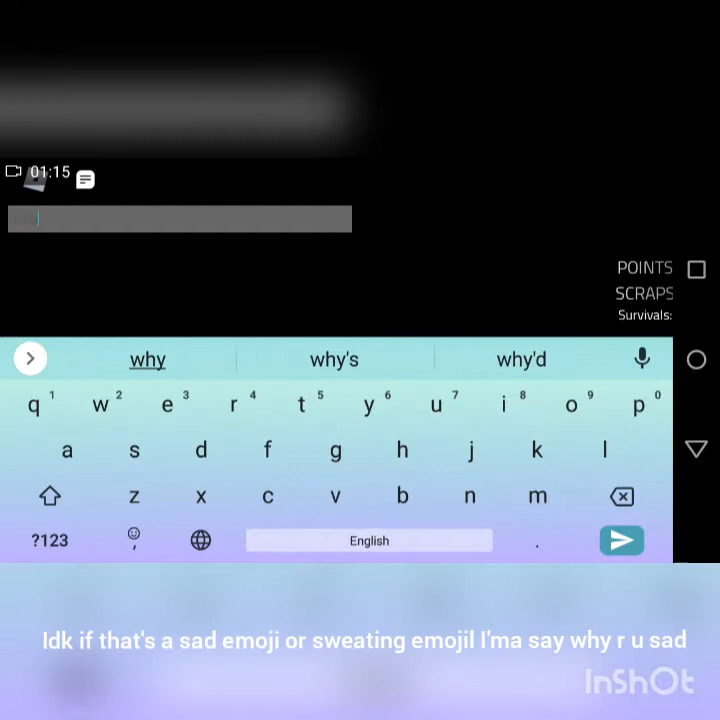 01:15
POINTS
SCRAPS
Survivals:
why why's why'd
q 1 w 2 e 3 r 4 t 5 y 6 u 7 i 8 o 9 p 0
a s d f g h j k l
z x c v b n m
?123 , English .
Idk if that's a sad emoji or sweating emojiI I'ma say why r u sad
InShOt